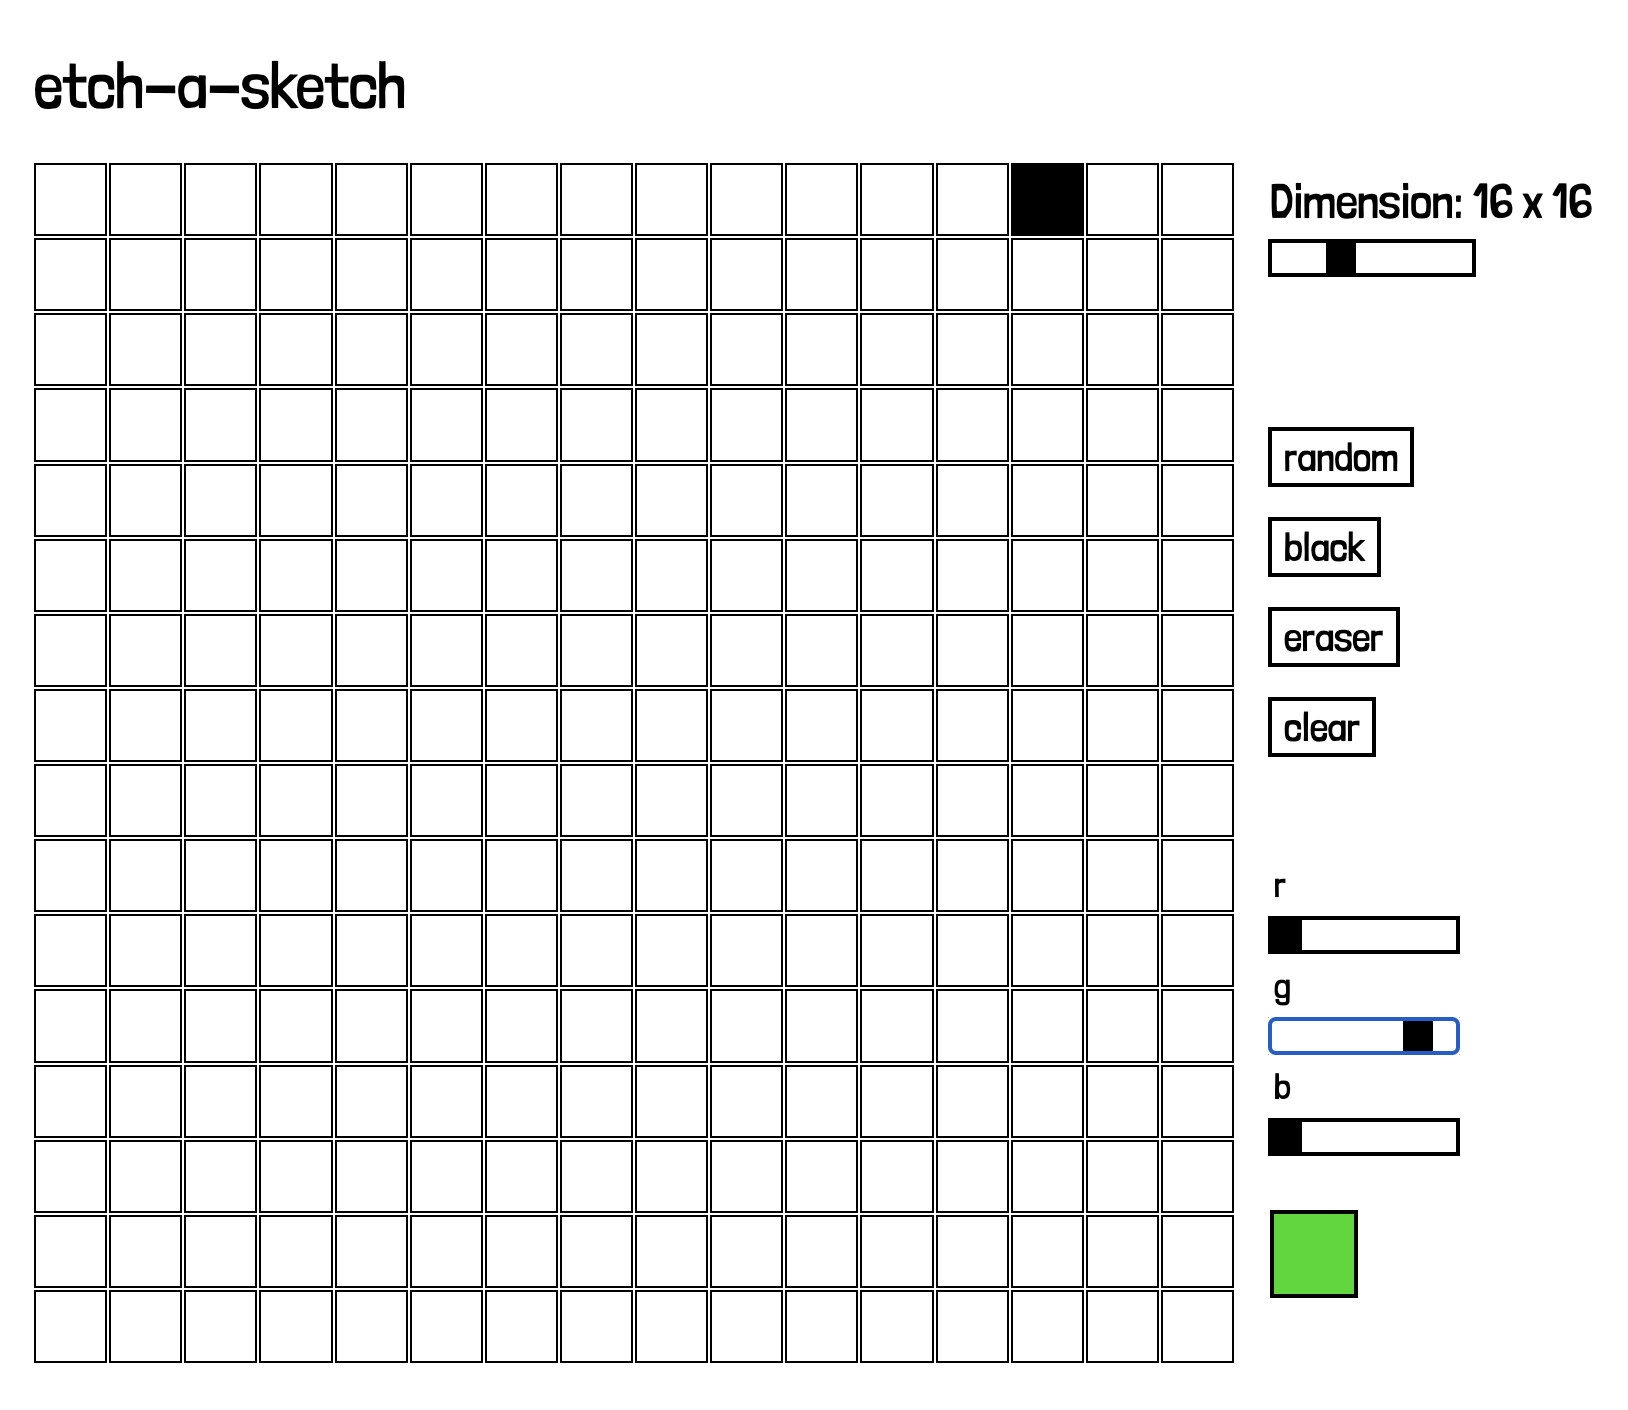 etch-a-sketch
Dimension: 16 x 16
random
black
eraser
clear
r
g
b